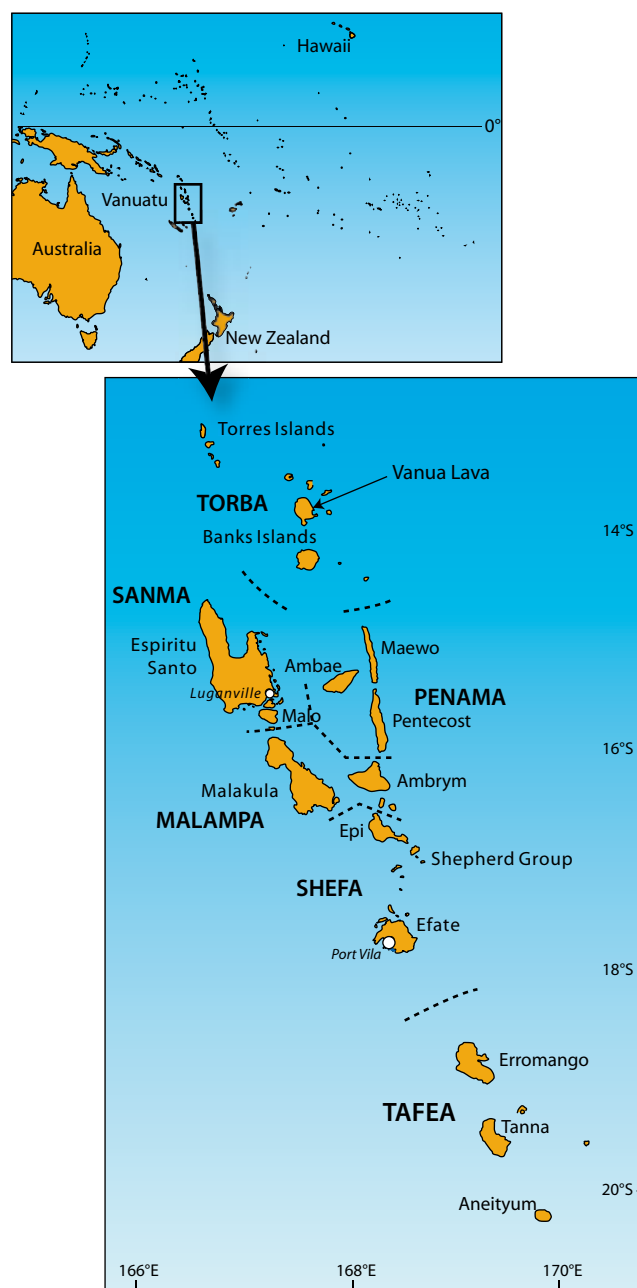 Hawaii
0°
Vanuatu
Australia
New Zealand
Torres Islands
Vanua Lava
TORBA
14°S
Banks Islands
SANMA
Espiritu
Santo
Maewo
Ambae
Luganville
PENAMA
Malo
Pentecost
16°S
Ambrym
Malakula
MALAMPA
Epi
Shepherd Group
SHEFA
Efate
Port Vila
18°S
Erromango
TAFEA
Tanna
20°S
Aneityum
166°E
168°E
170°E